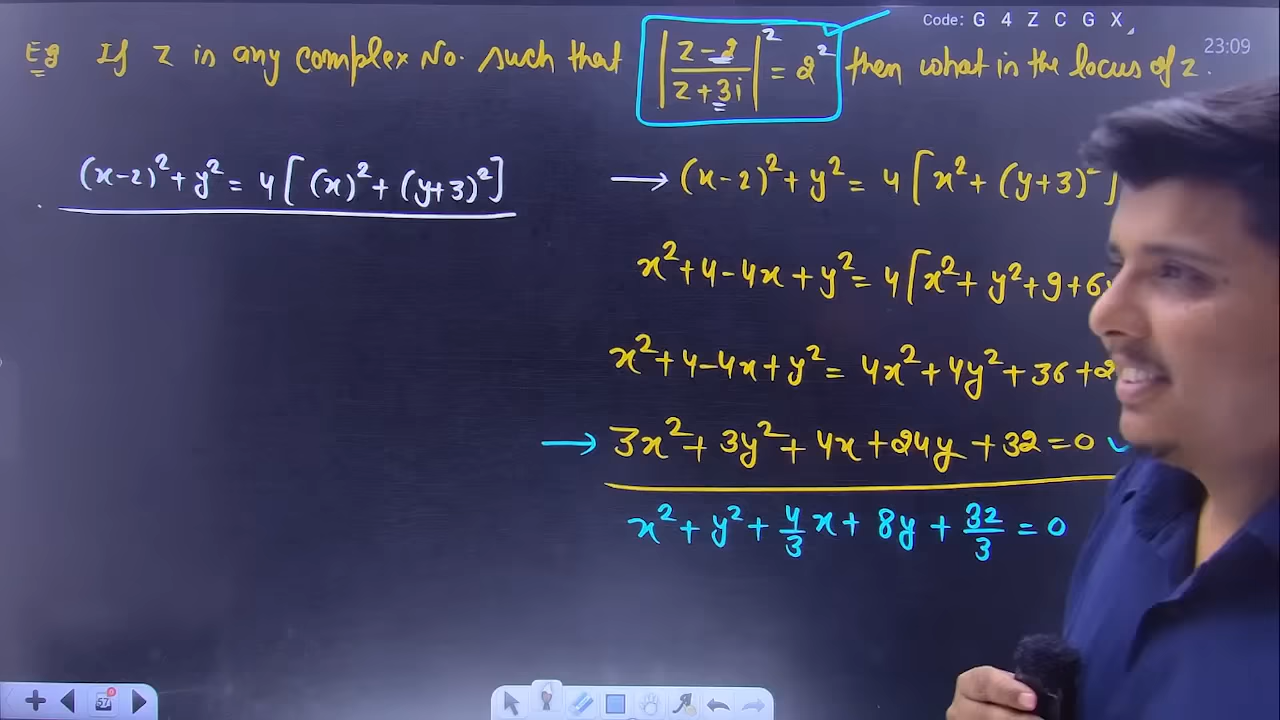 Code: G 4 Z C G X
23:09
Eg If z is any complex No. such that |z-2/z+3i|² = 2² then what is the locus of z.
(x-2)² + y² = 4[(x)² + (y+3)²]
→ (x-2)² + y² = 4[x² + (y+3)²]
x² + 4 - 4x + y² = 4[x² + y² + 9 + 6y
x² + 4 - 4x + y² = 4x² + 4y² + 36 + 2
→ 3x² + 3y² + 4x + 24y + 32 = 0
x² + y² + 4/3 x + 8y + 32/3 = 0
57